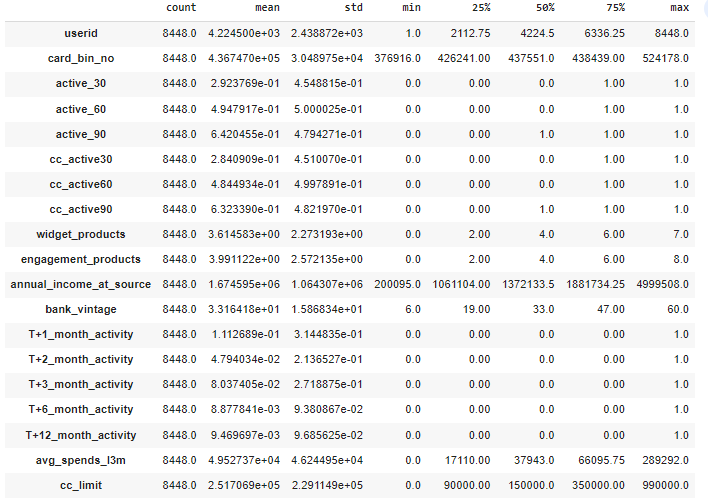 count mean std min 25% 50% 75% max
userid 8448.0 4.224500e+03 2.438872e+03 1.0 2112.75 4224.5 6336.25 8448.0
card_bin_no 8448.0 4.367470e+05 3.048975e+04 376916.0 426241.00 437551.0 438439.00 524178.0
active_30 8448.0 2.923769e-01 4.548815e-01 0.0 0.00 0.0 1.00 1.0
active_60 8448.0 4.947917e-01 5.000025e-01 0.0 0.00 0.0 1.00 1.0
active_90 8448.0 6.420455e-01 4.794271e-01 0.0 0.00 1.0 1.00 1.0
cc_active30 8448.0 2.840909e-01 4.510070e-01 0.0 0.00 0.0 1.00 1.0
cc_active60 8448.0 4.844934e-01 4.997891e-01 0.0 0.00 0.0 1.00 1.0
cc_active90 8448.0 6.323390e-01 4.821970e-01 0.0 0.00 1.0 1.00 1.0
widget_products 8448.0 3.614583e+00 2.273193e+00 0.0 2.00 4.0 6.00 7.0
engagement_products 8448.0 3.991122e+00 2.572135e+00 0.0 2.00 4.0 6.00 8.0
annual_income_at_source 8448.0 1.674595e+06 1.064307e+06 200095.0 1061104.00 1372133.5 1881734.25 4999508.0
bank_vintage 8448.0 3.316418e+01 1.586834e+01 6.0 19.00 33.0 47.00 60.0
T+1_month_activity 8448.0 1.112689e-01 3.144835e-01 0.0 0.00 0.0 0.00 1.0
T+2_month_activity 8448.0 4.794034e-02 2.136527e-01 0.0 0.00 0.0 0.00 1.0
T+3_month_activity 8448.0 8.037405e-02 2.718875e-01 0.0 0.00 0.0 0.00 1.0
T+6_month_activity 8448.0 8.877841e-03 9.380867e-02 0.0 0.00 0.0 0.00 1.0
T+12_month_activity 8448.0 9.469697e-03 9.685625e-02 0.0 0.00 0.0 0.00 1.0
avg_spends_l3m 8448.0 4.952737e+04 4.624495e+04 0.0 17110.00 37943.0 66095.75 289292.0
cc_limit 8448.0 2.517069e+05 2.291149e+05 0.0 90000.00 150000.0 350000.00 990000.0